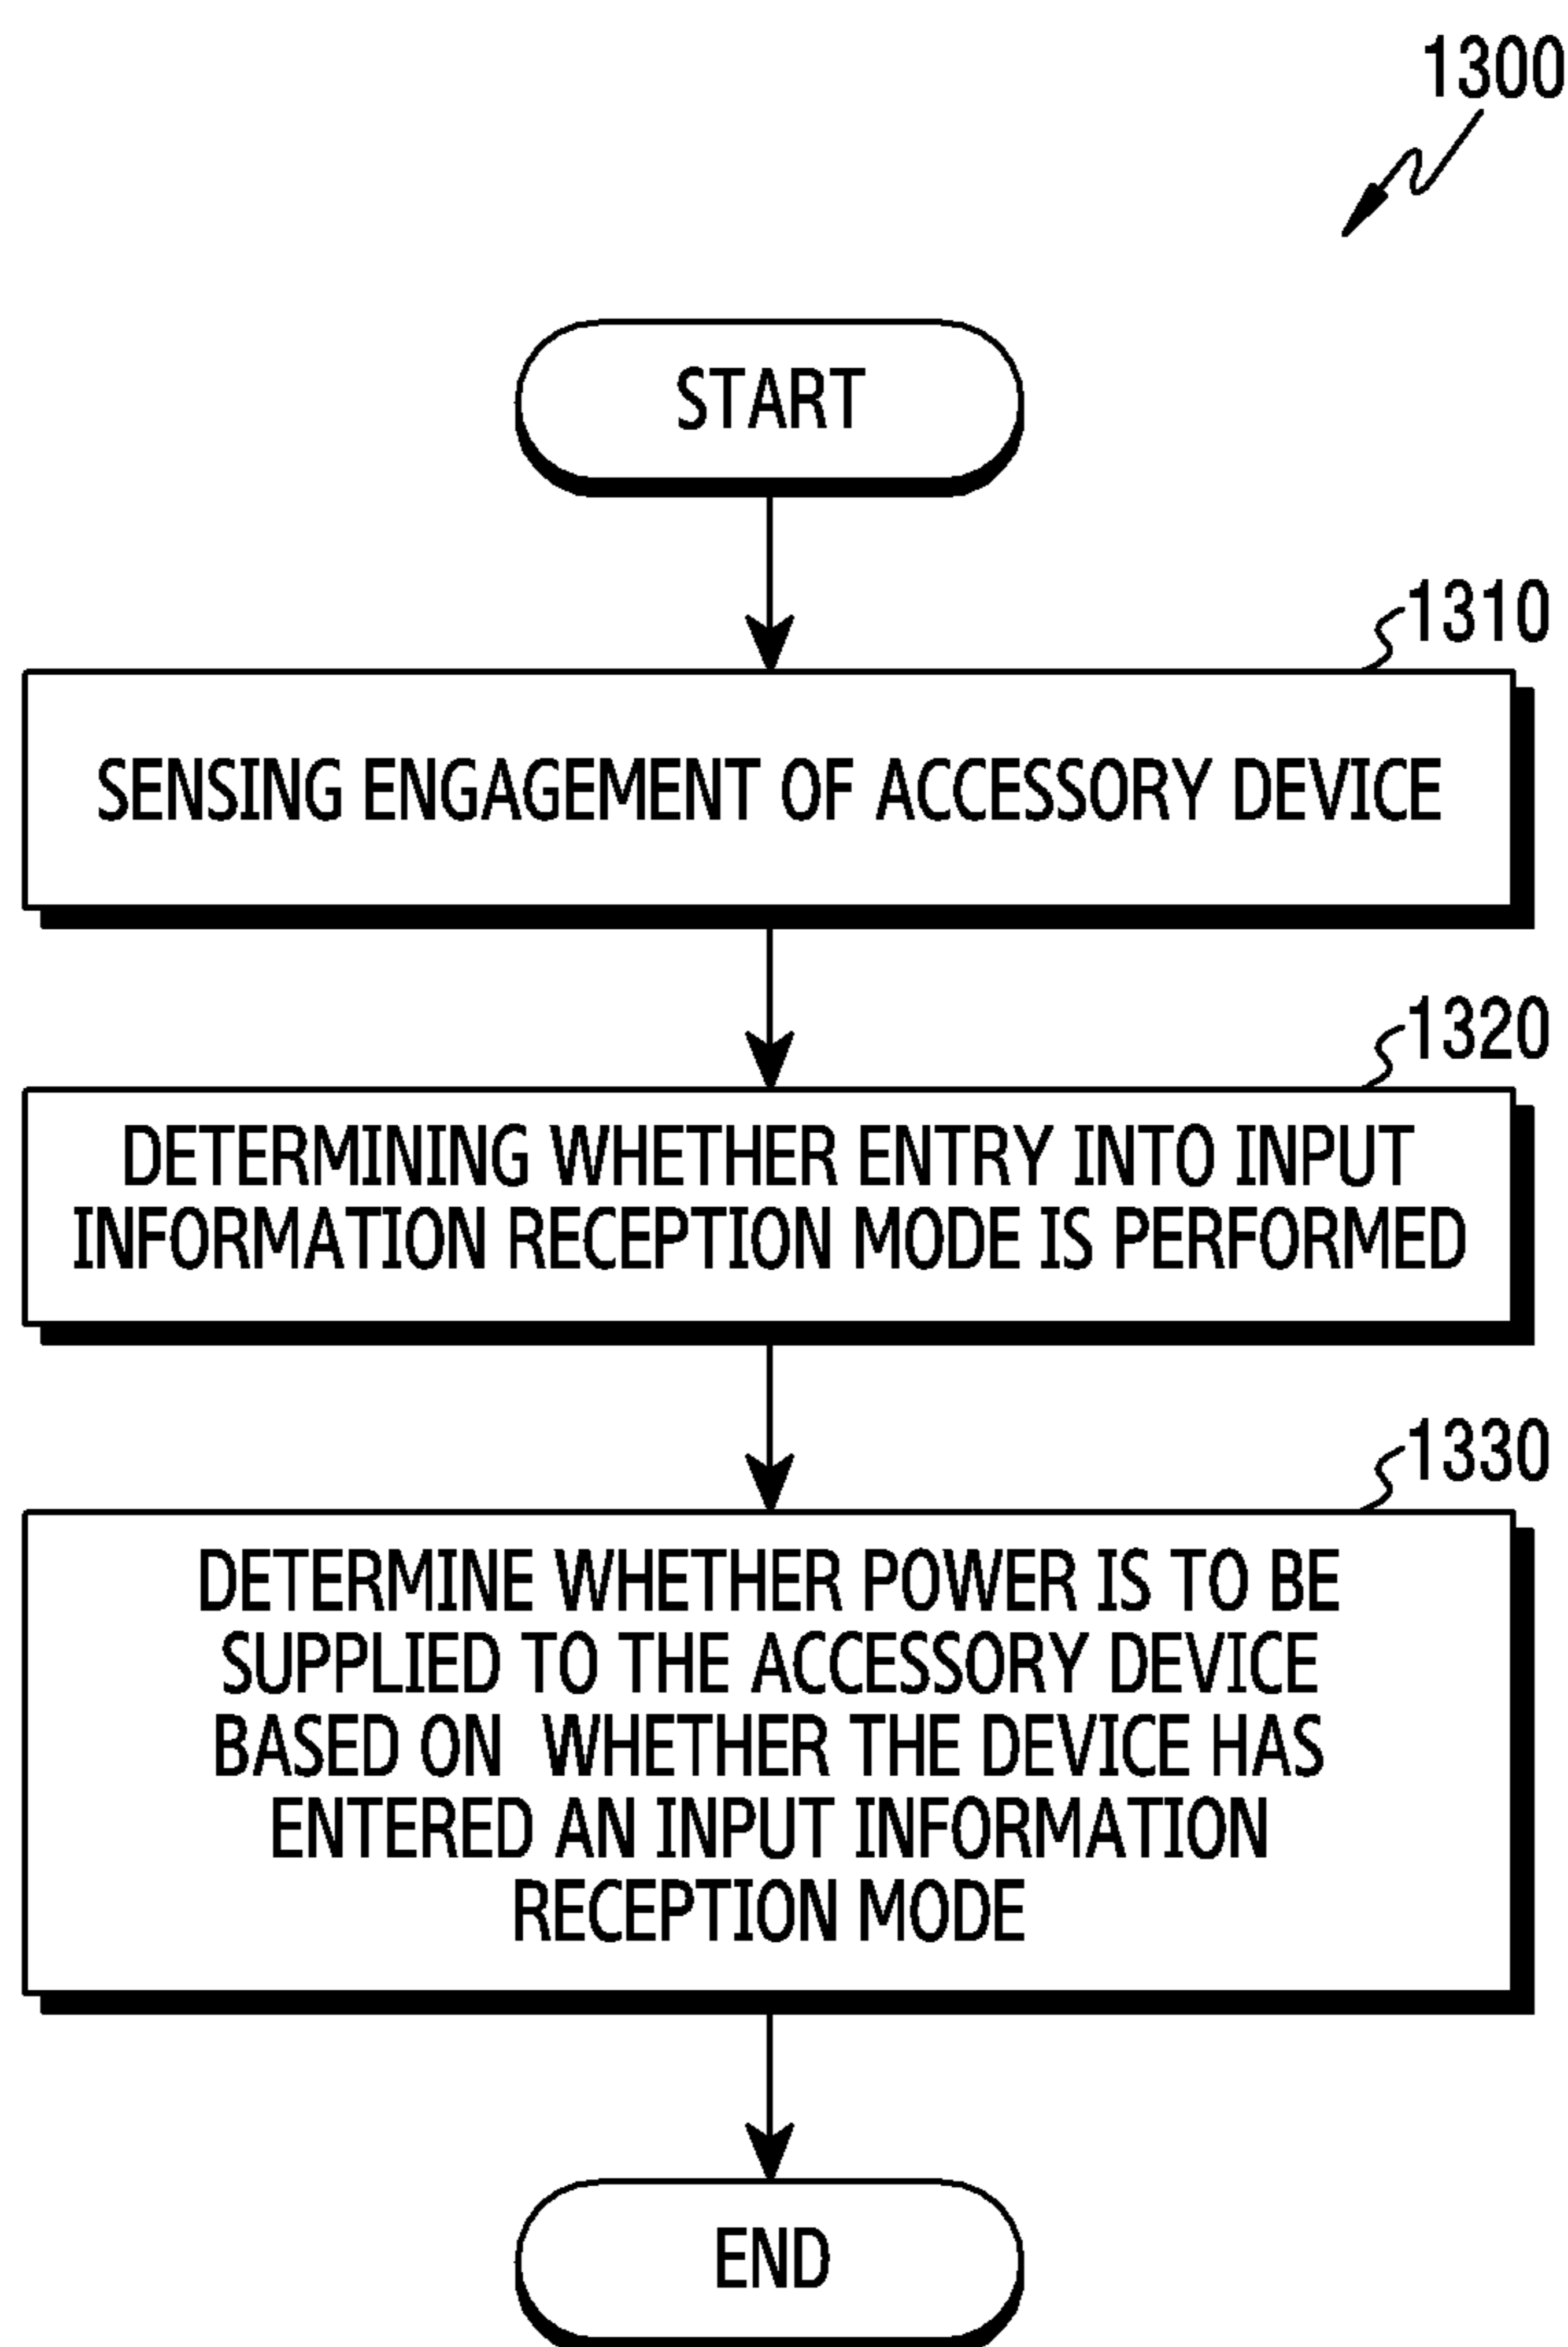 1300
START
1310
SENSING ENGAGEMENT OF ACCESSORY DEVICE
1320
DETERMINING WHETHER ENTRY INTO INPUT
INFORMATION RECEPTION MODE IS PERFORMED
1330
DETERMINE WHETHER POWER IS TO BE
SUPPLIED TO THE ACCESSORY DEVICE
BASED ON WHETHER THE DEVICE HAS
ENTERED AN INPUT INFORMATION
RECEPTION MODE
END